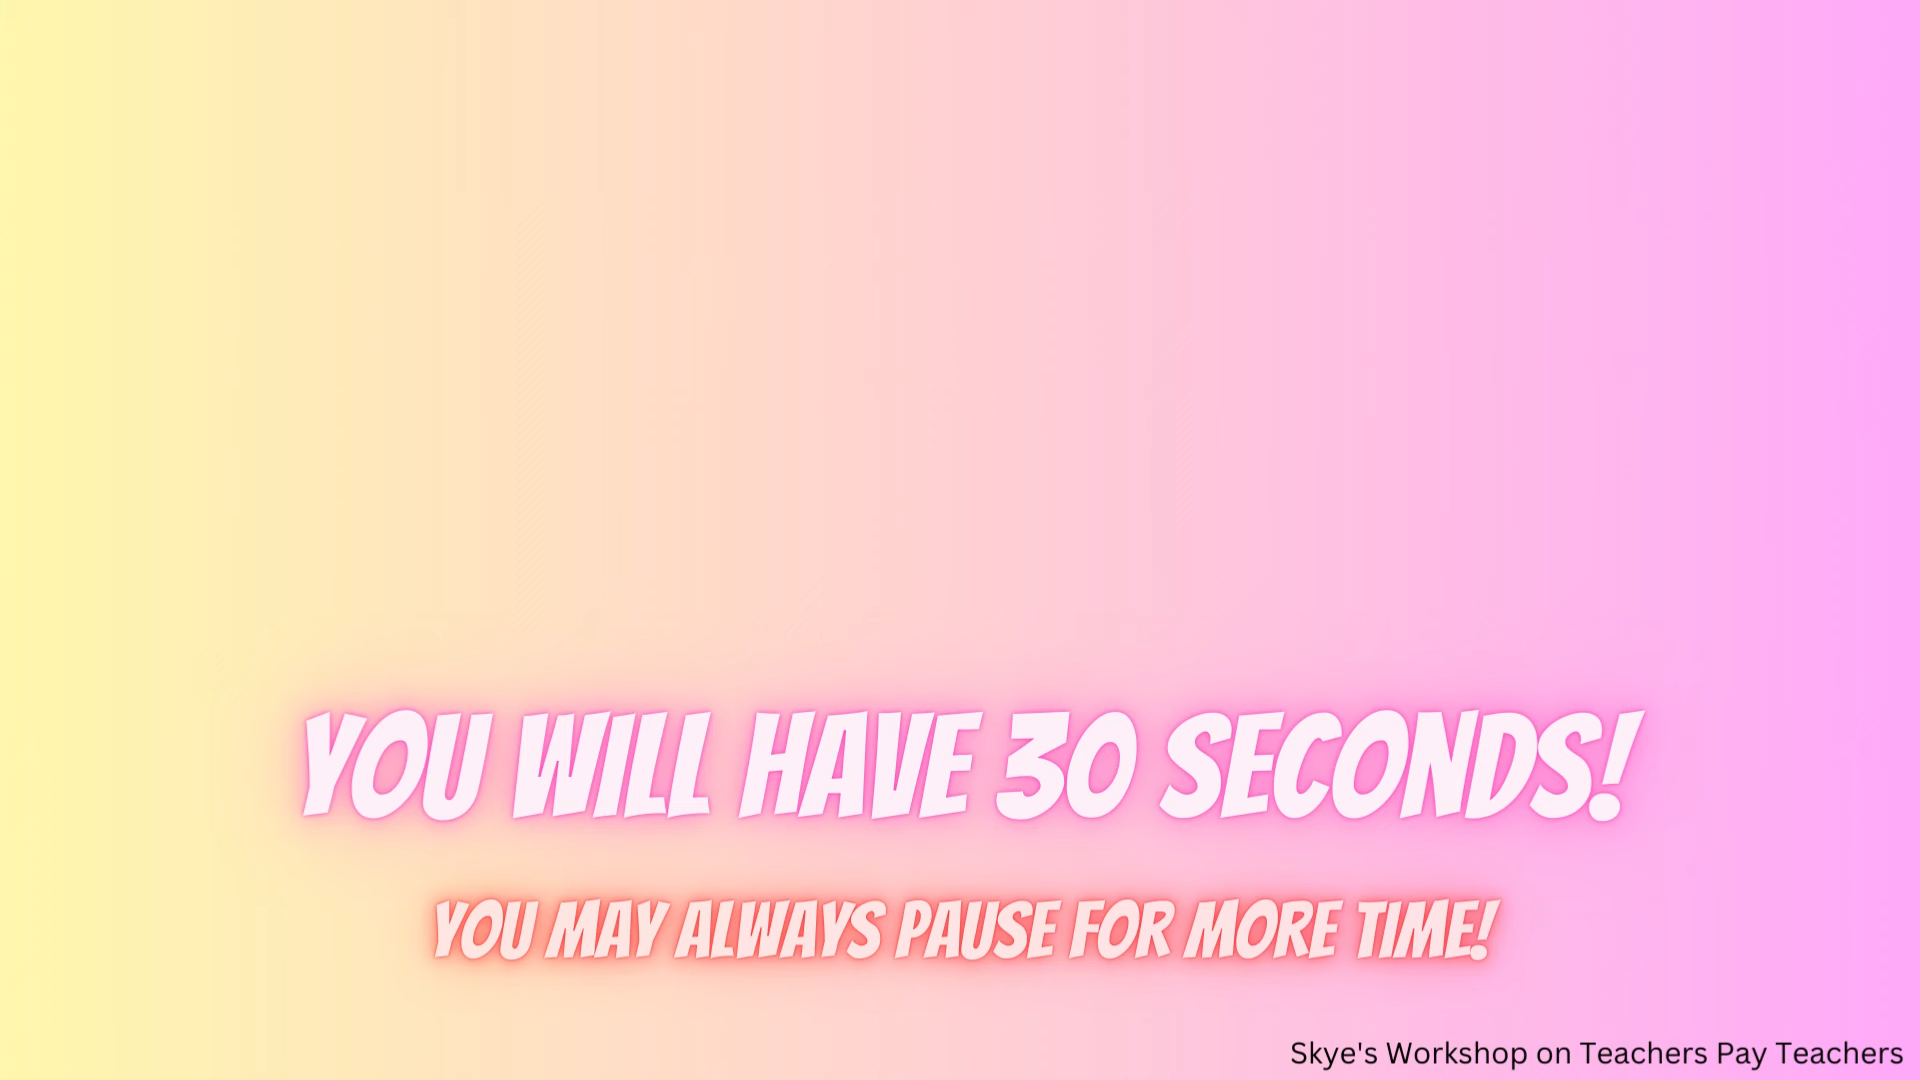 YOU WILL HAVE 30 SECONDS!
YOU MAY ALWAYS PAUSE FOR MORE TIME!
Skye's Workshop on Teachers Pay Teachers